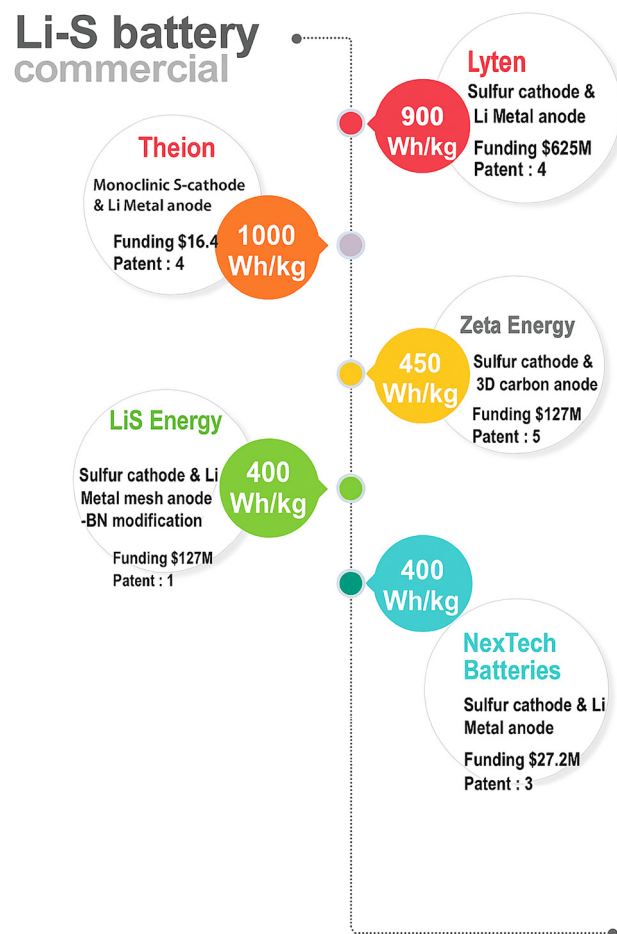 Li-S battery
commercial
900
Wh/kg
Lyten
Sulfur cathode &
Li Metal anode
Funding $625M
Patent : 4
Theion
Monoclinic S-cathode
& Li Metal anode
Funding $16.4
Patent : 4
1000
Wh/kg
450
Wh/kg
Zeta Energy
Sulfur cathode &
3D carbon anode
Funding $127M
Patent : 5
LiS Energy
Sulfur cathode & Li
Metal mesh anode
-BN modification
Funding $127M
Patent : 1
400
Wh/kg
400
Wh/kg
NexTech
Batteries
Sulfur cathode & Li
Metal anode
Funding $27.2M
Patent : 3